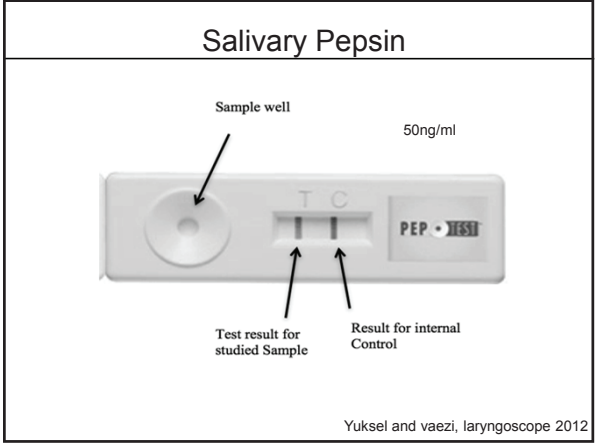 Salivary Pepsin
Sample well
50ng/ml
T C
PEP TEST
Test result for
studied Sample
Result for internal
Control
Yuksel and vaezi, laryngoscope 2012